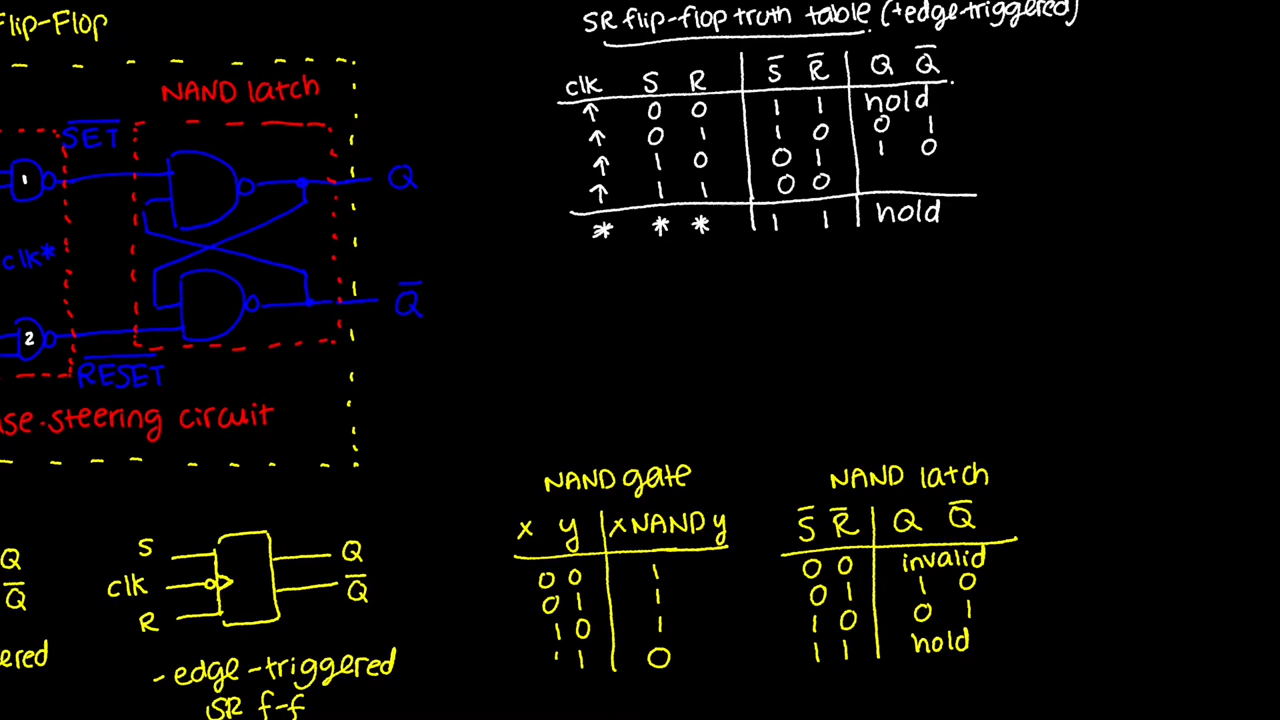 Flip-Flop
NAND latch
SET
1
Q
clk*
2
Q̅
RESET
se-steering circuit
SR flip-flop truth table (+edge-triggered)
clk S R S̅ R̅ Q Q̅
↑ 0 0 1 1 hold
↑ 0 1 1 0 0 1
↑ 1 0 0 1 1 0
↑ 1 1 0 0
* * * 1 1 hold
Q
Q̅
ered
S Q
clk
Q̅
R
-edge-triggered
SR f-f
NAND gate
x y x NAND y
0 0 1
0 1 1
1 0 1
1 1 0
NAND latch
S̅ R̅ Q Q̅
0 0 invalid
0 1 1 0
1 0 0 1
1 1 hold